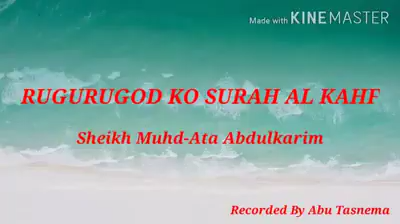 Made with KINEMASTER
RUGURUGOD KO SURAH AL KAHF
Sheikh Muhd-Ata Abdulkarim
Recorded By Abu Tasnema